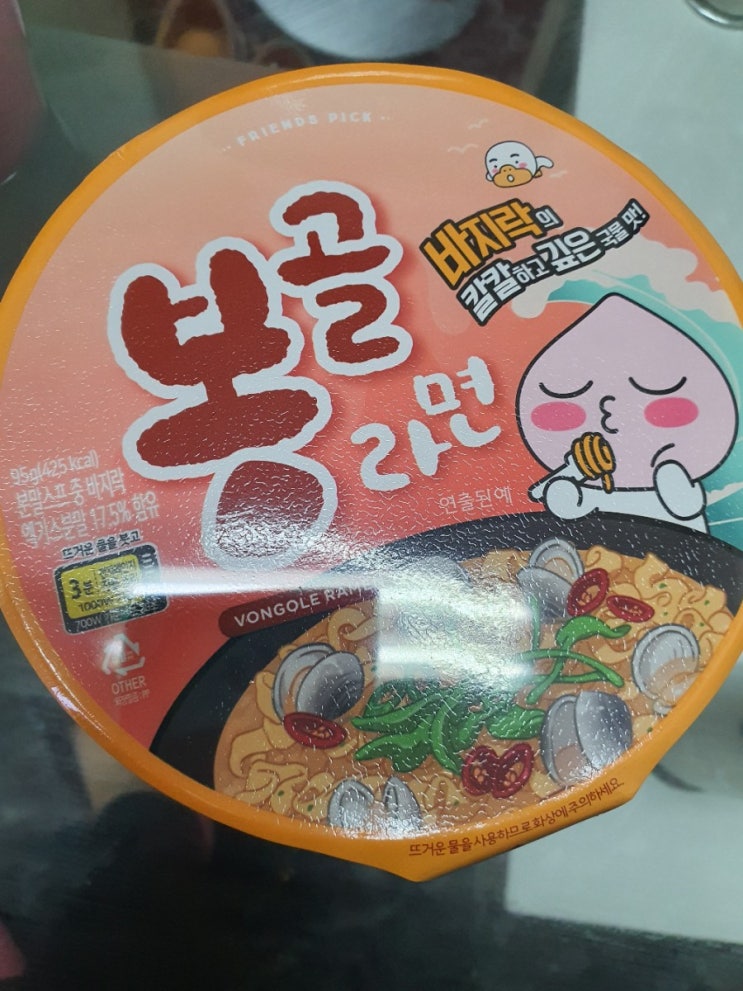 FRIENDS PICK
봉골
라면
바지락의
칼칼하고 깊은 국물 맛!
95g(425 kcal)
분말스프 중 바지락
엑기스분말 17.5% 함유
뜨거운 물을 붓고
3분
1000W
700W
연출된 예
VONGOLE
OTHER
뜨거운 물을 사용하므로 화상에 주의하세요.